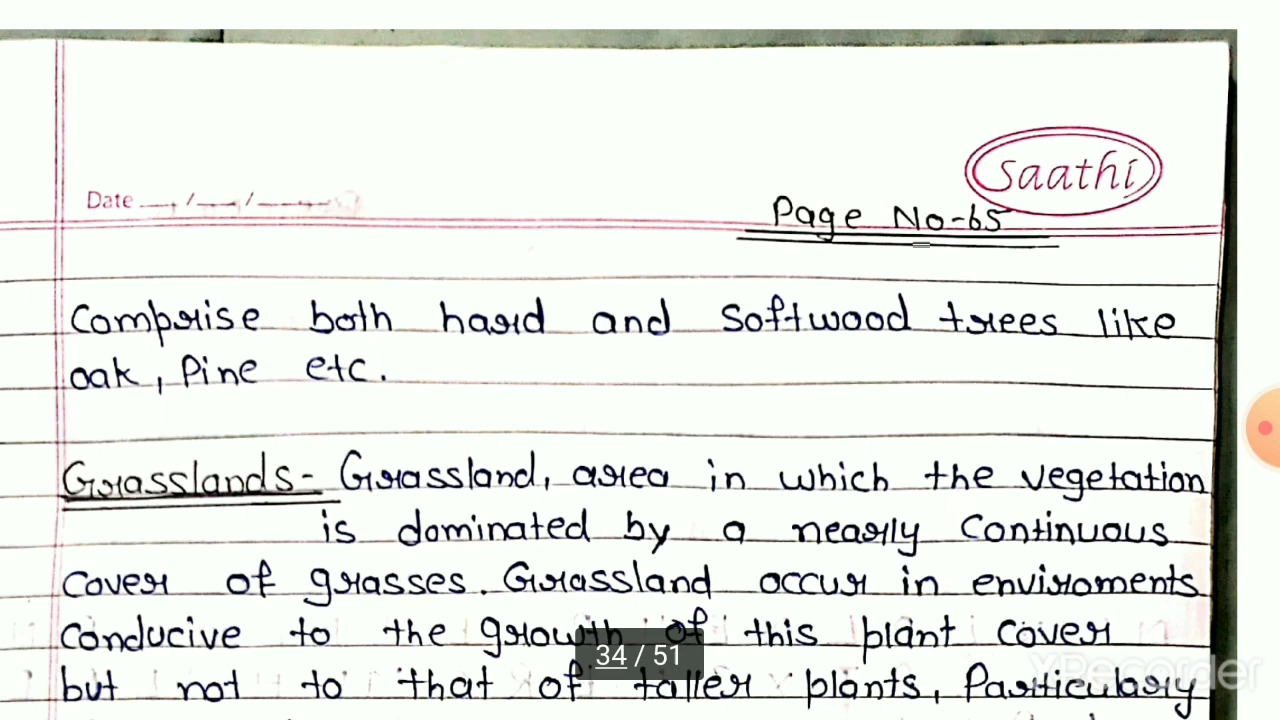 Saathi
Date
Page No-65
Comprise both hard and softwood trees like
oak, Pine etc.
Grasslands- Grassland, area in which the vegetation
is dominated by a nearly continuous
cover of grasses. Grassland occur in enviroments
conducive to the growth of this plant cover
34 / 51
but not to that of taller plants, Particulary
XRecorder